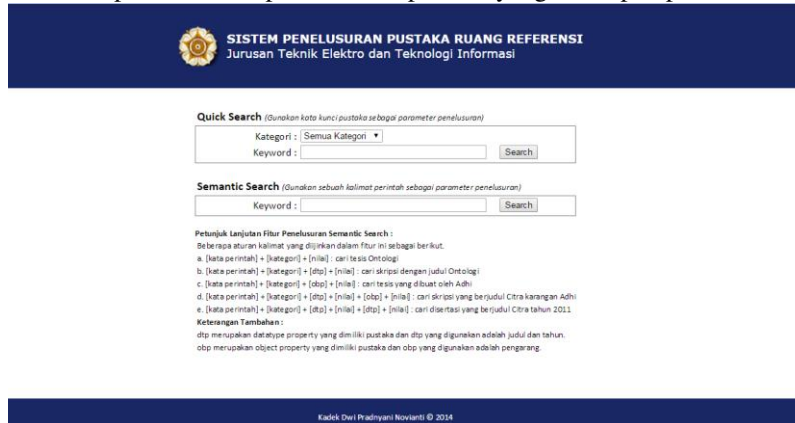 SISTEM PENELUSURAN PUSTAKA RUANG REFERENSI
Jurusan Teknik Elektro dan Teknologi Informasi
Quick Search (Gunakan kata kunci pustaka sebagai parameter penelusuran)
Kategori : Semua Kategori
Keyword : Search
Semantic Search (Gunakan sebuah kalimat perintah sebagai parameter penelusuran)
Keyword : Search
Petunjuk Lanjutan Fitur Penelusuran Semantic Search :
Beberapa aturan kalimat yang diijinkan dalam fitur ini sebagai berikut.
a. [kata perintah] + [kategori] + [nilai] : cari tesis Ontologi
b. [kata perintah] + [kategori] + [dtp] + [nilai] : cari skripsi dengan judul Ontologi
c. [kata perintah] + [kategori] + [obp] + [nilai] : cari tesis yang dibuat oleh Adhi
d. [kata perintah] + [kategori] + [dtp] + [nilai] + [obp] + [nilai] : cari skripsi yang berjudul Citra karangan Adhi
e. [kata perintah] + [kategori] + [dtp] + [nilai] + [dtp] + [nilai] : cari disertasi yang berjudul Citra tahun 2011
Keterangan Tambahan :
dtp merupakan datatype property yang dimiliki pustaka dan dtp yang digunakan adalah judul dan tahun.
obp merupakan object property yang dimiliki pustaka dan obp yang digunakan adalah pengarang.
Kadek Dwi Pradnyani Novianti © 2014